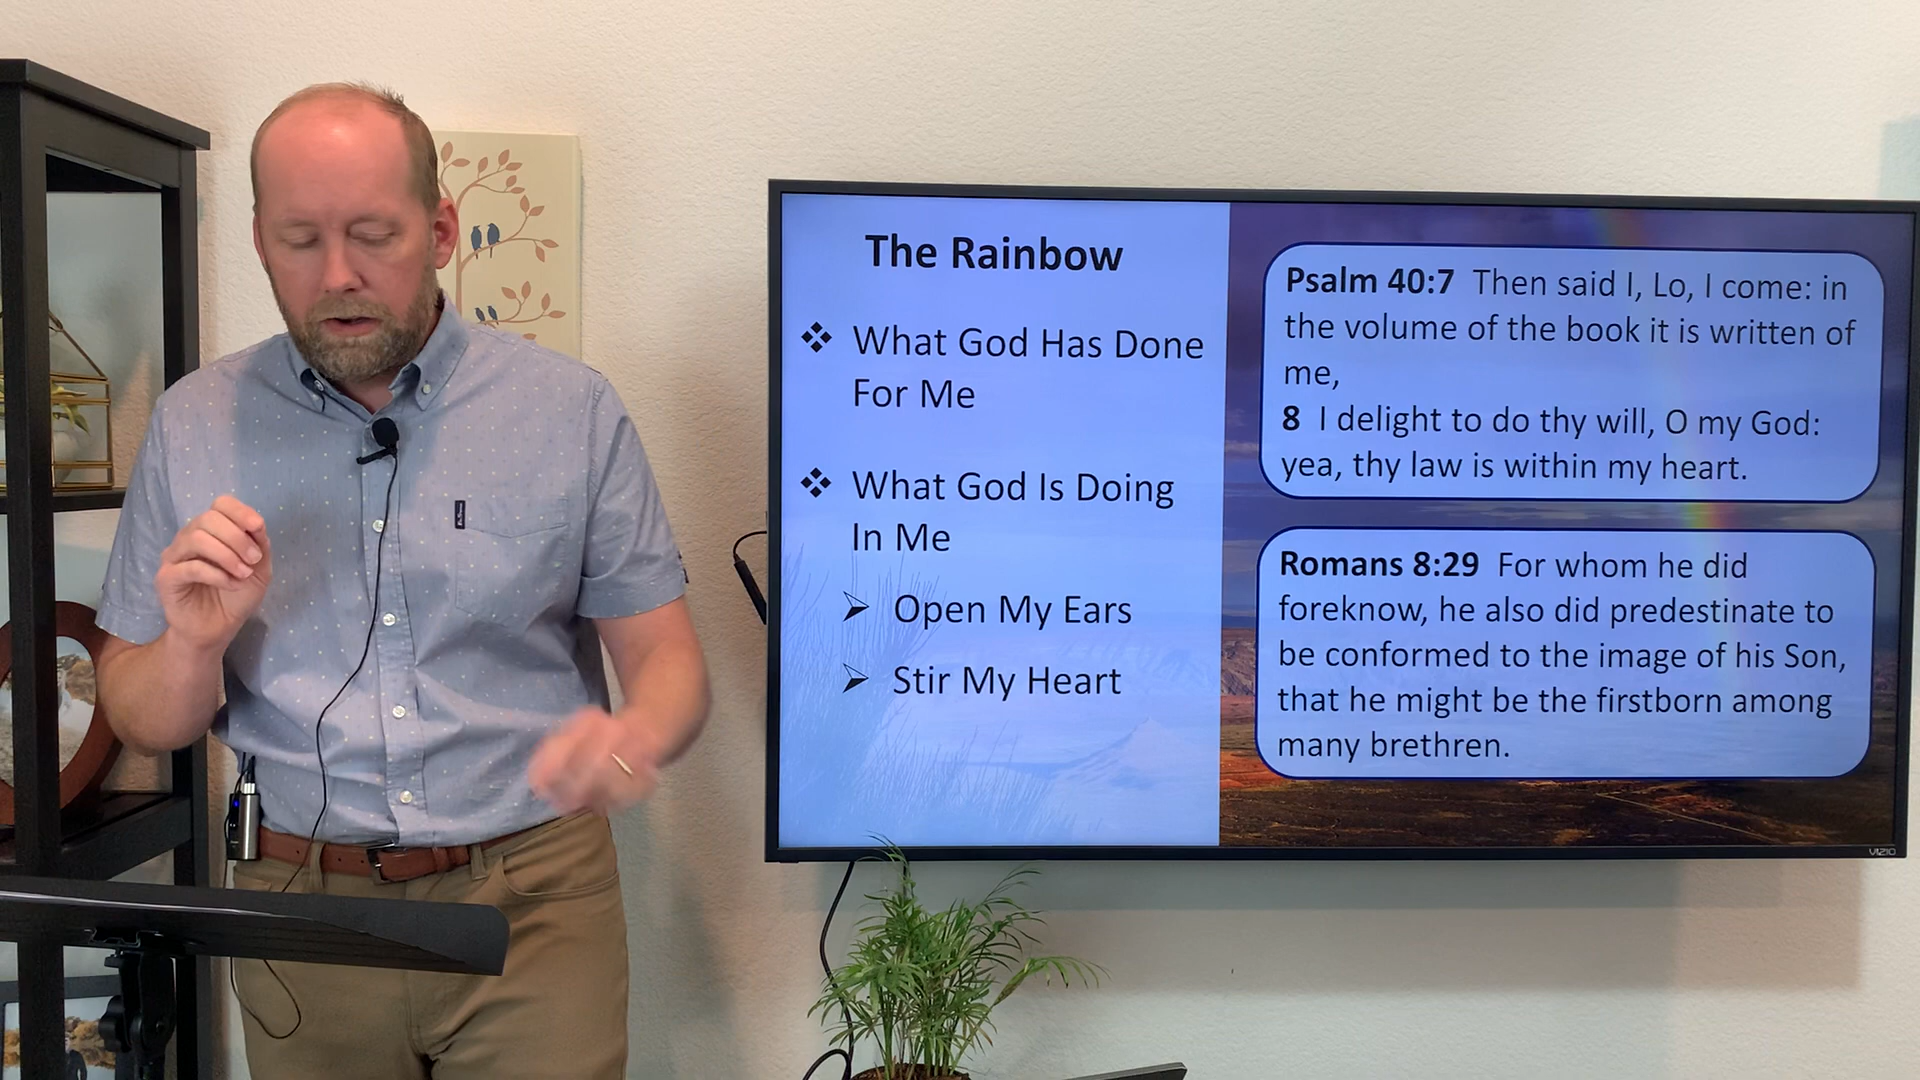 The Rainbow
What God Has Done
For Me
What God Is Doing
In Me
Open My Ears
Stir My Heart
Psalm 40:7 Then said I, Lo, I come: in
the volume of the book it is written of
me,
8 I delight to do thy will, O my God:
yea, thy law is within my heart.
Romans 8:29 For whom he did
foreknow, he also did predestinate to
be conformed to the image of his Son,
that he might be the firstborn among
many brethren.
VIZIO